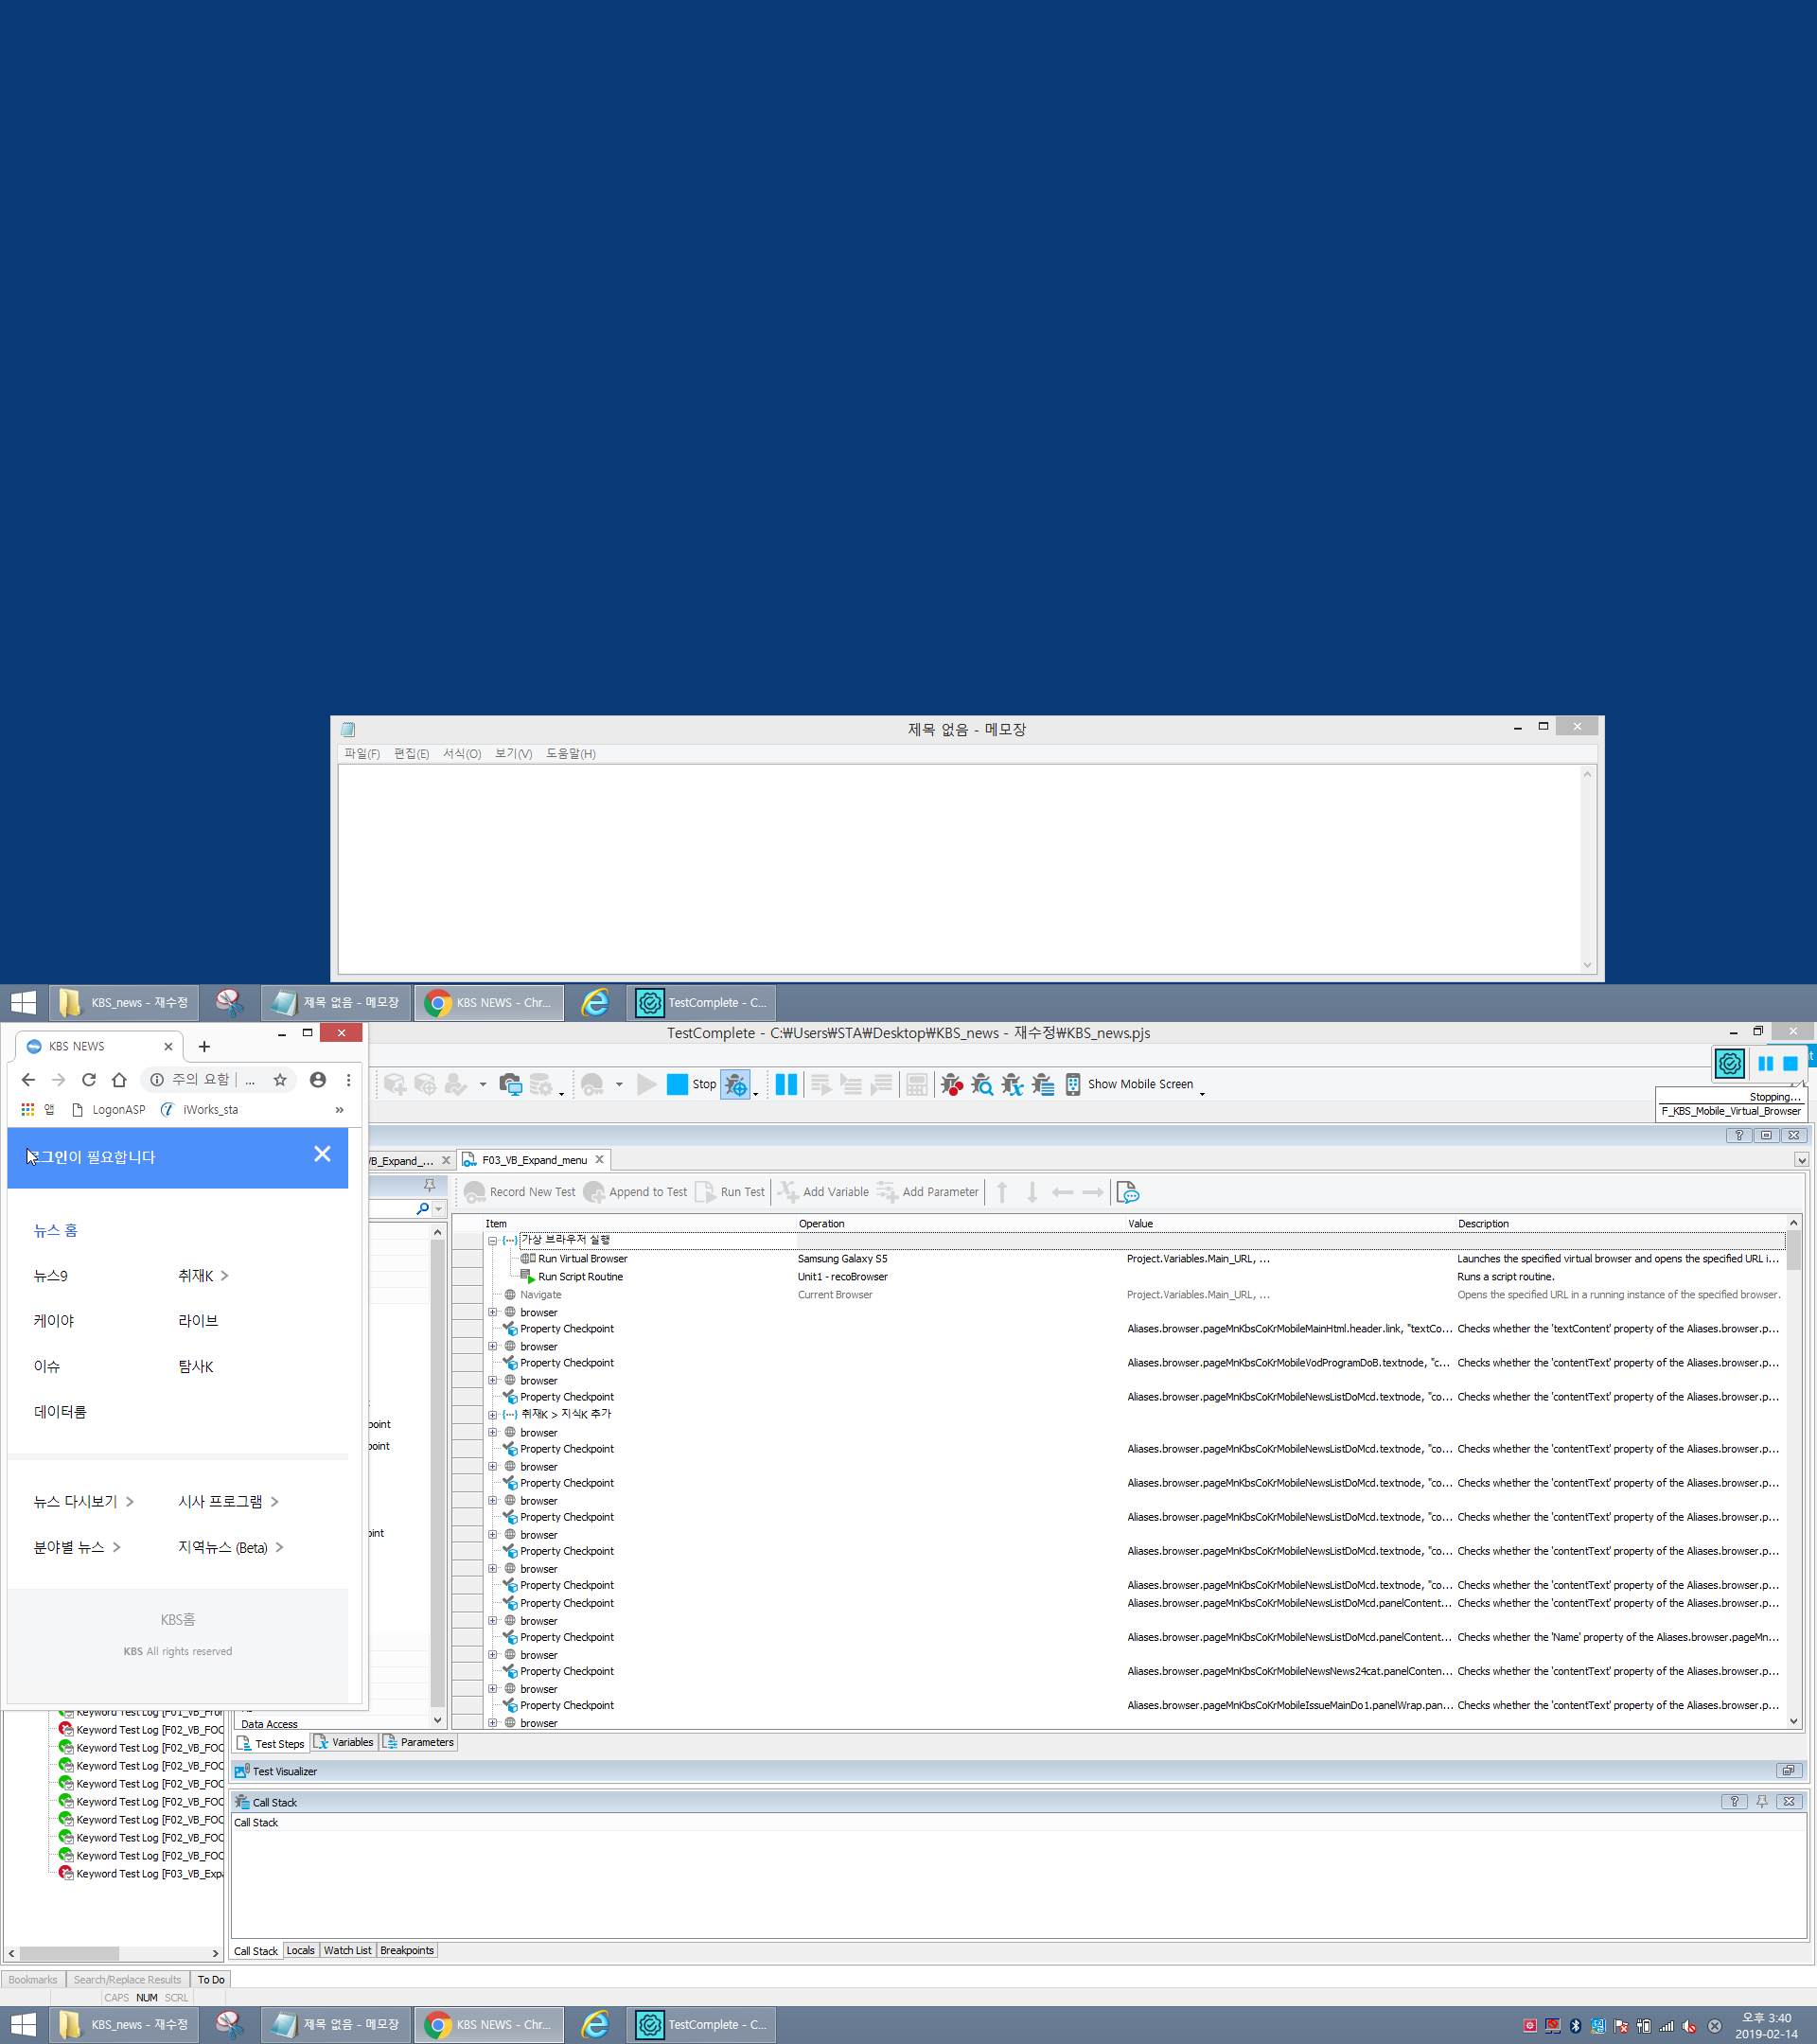 제목 없음 - 메모장
파일(F) 편집(E) 서식(O) 보기(V) 도움말(H)
KBS_news - 재수정
제목 없음 - 메모장
KBS NEWS - Chr...
TestComplete - C...
TestComplete - C:₩Users₩STA₩Desktop₩KBS_news - 재수정₩KBS_news.pjs
KBS NEWS
주의 요함 ...
앱 LogonASP iWorks_sta »
Stop
Show Mobile Screen
Stopping...
F_KBS_Mobile_Virtual_Browser
로그인이 필요합니다
뉴스 홈
뉴스9 취재K >
케이야 라이브
이슈 탐사K
데이터룸
뉴스 다시보기 > 시사 프로그램 >
분야별 뉴스 > 지역뉴스 (Beta) >
KBS홈
KBS All rights reserved
/B_Expand_... F03_VB_Expand_menu
Record New Test Append to Test Run Test Add Variable Add Parameter
Item Operation Value Description
가상 브라우저 실행
Run Virtual Browser Samsung Galaxy S5 Project.Variables.Main_URL, ... Launches the specified virtual browser and opens the specified URL i...
Run Script Routine Unit1 - recoBrowser Runs a script routine.
Navigate Current Browser Project.Variables.Main_URL, ... Opens the specified URL in a running instance of the specified browser.
browser
Property Checkpoint Aliases.browser.pageMnKbsCoKrMobileMainHtml.header.link, "textCo... Checks whether the 'textContent' property of the Aliases.browser.p...
browser
Property Checkpoint Aliases.browser.pageMnKbsCoKrMobileVodProgramDoB.textnode, "c... Checks whether the 'contentText' property of the Aliases.browser.p...
browser
Property Checkpoint Aliases.browser.pageMnKbsCoKrMobileNewsListDoMcd.textnode, "co... Checks whether the 'contentText' property of the Aliases.browser.p...
취재K > 지식K 추가
browser
Property Checkpoint Aliases.browser.pageMnKbsCoKrMobileNewsListDoMcd.textnode, "co... Checks whether the 'contentText' property of the Aliases.browser.p...
browser
Property Checkpoint Aliases.browser.pageMnKbsCoKrMobileNewsListDoMcd.textnode, "co... Checks whether the 'contentText' property of the Aliases.browser.p...
browser
Property Checkpoint Aliases.browser.pageMnKbsCoKrMobileNewsListDoMcd.textnode, "co... Checks whether the 'contentText' property of the Aliases.browser.p...
browser
Property Checkpoint Aliases.browser.pageMnKbsCoKrMobileNewsListDoMcd.textnode, "co... Checks whether the 'contentText' property of the Aliases.browser.p...
browser
Property Checkpoint Aliases.browser.pageMnKbsCoKrMobileNewsListDoMcd.textnode, "co... Checks whether the 'contentText' property of the Aliases.browser.p...
Property Checkpoint Aliases.browser.pageMnKbsCoKrMobileNewsListDoMcd.panelContent... Checks whether the 'contentText' property of the Aliases.browser.p...
browser
Property Checkpoint Aliases.browser.pageMnKbsCoKrMobileNewsListDoMcd.panelContent... Checks whether the 'Name' property of the Aliases.browser.pageMn...
browser
Property Checkpoint Aliases.browser.pageMnKbsCoKrMobileNewsNews24cat.panelConten... Checks whether the 'contentText' property of the Aliases.browser.p...
browser
Property Checkpoint Aliases.browser.pageMnKbsCoKrMobileIssueMainDo1.panelWrap.pan... Checks whether the 'contentText' property of the Aliases.browser.p...
browser
point
point
int
Data Access
Test Steps Variables Parameters
Test Visualizer
Call Stack
Call Stack
Keyword Test Log [F01_VB_Fror
Keyword Test Log [F02_VB_FOC
Keyword Test Log [F02_VB_FOC
Keyword Test Log [F02_VB_FOC
Keyword Test Log [F02_VB_FOC
Keyword Test Log [F02_VB_FOC
Keyword Test Log [F02_VB_FOC
Keyword Test Log [F02_VB_FOC
Keyword Test Log [F02_VB_FOC
Keyword Test Log [F03_VB_Expa
Call Stack Locals Watch List Breakpoints
Bookmarks Search/Replace Results To Do
CAPS NUM SCRL
KBS_news - 재수정
제목 없음 - 메모장
KBS NEWS - Chr...
TestComplete - C...
오후 3:40
2019-02-14